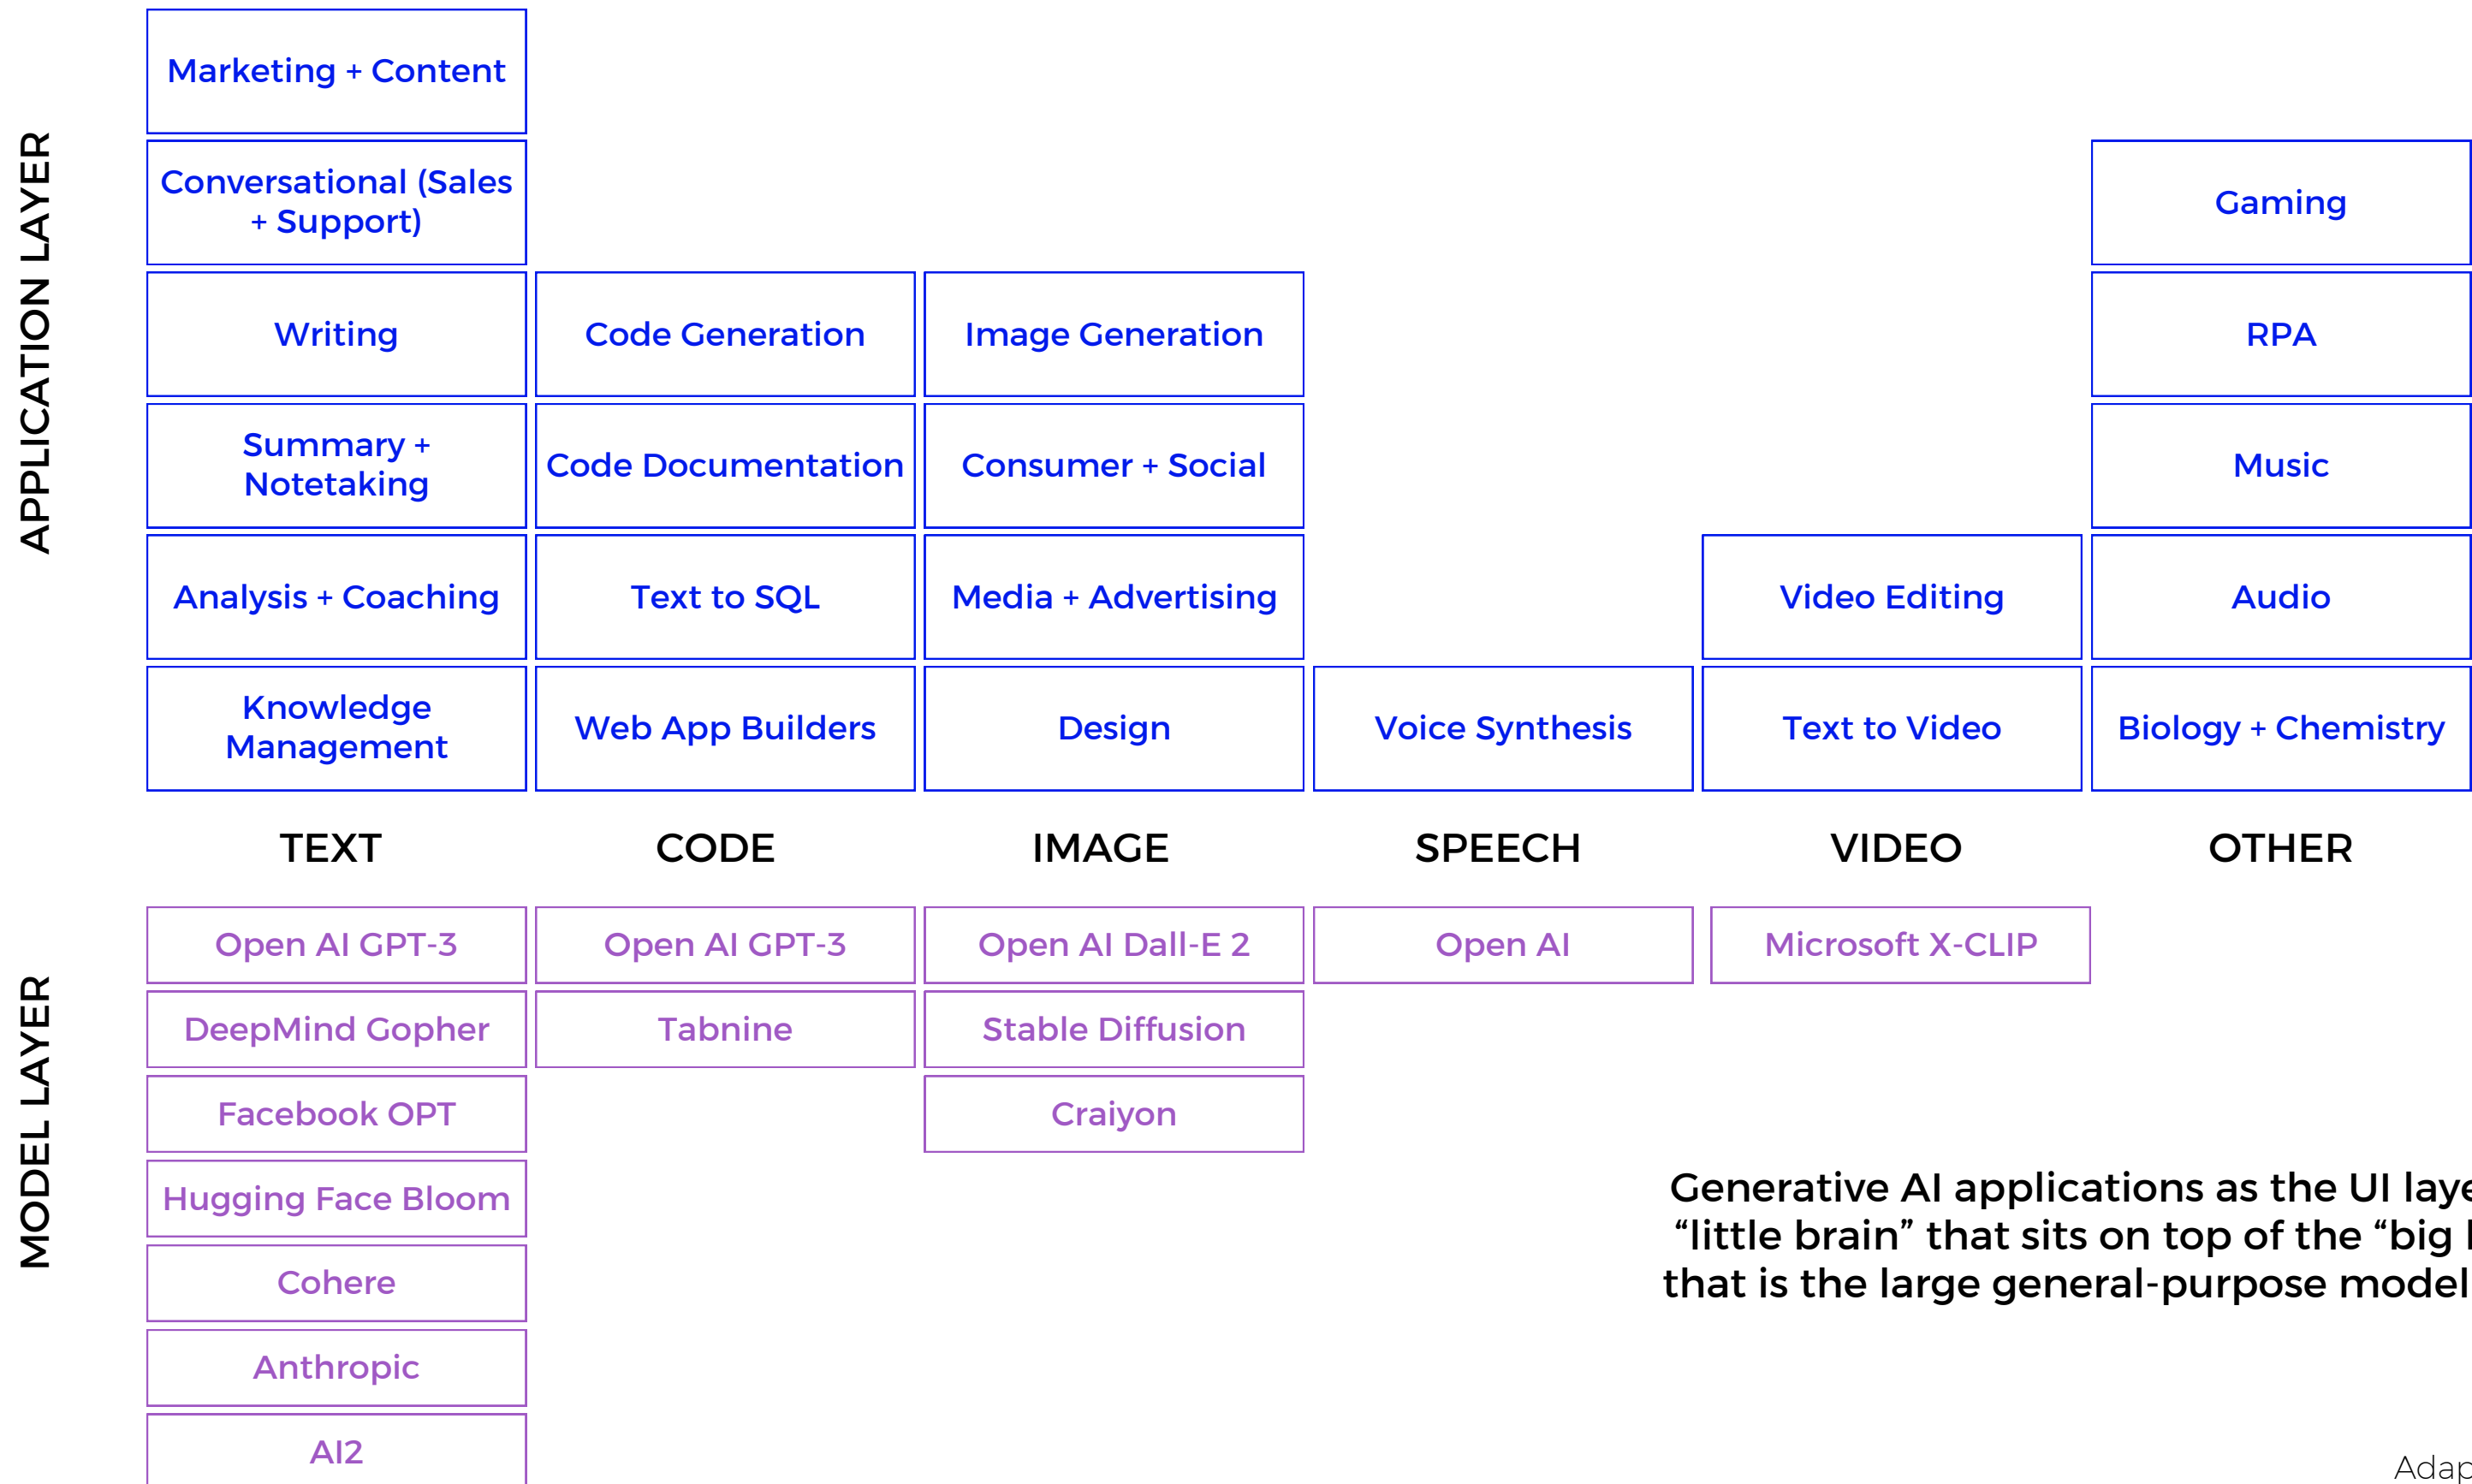 APPLICATION LAYER
Marketing + Content
Conversational (Sales
+ Support)
Gaming
Writing
Code Generation
Image Generation
RPA
Summary +
Notetaking
Code Documentation
Consumer + Social
Music
Analysis + Coaching
Text to SQL
Media + Advertising
Video Editing
Audio
Knowledge
Management
Web App Builders
Design
Voice Synthesis
Text to Video
Biology + Chemistry
TEXT
CODE
IMAGE
SPEECH
VIDEO
OTHER
MODEL LAYER
Open AI GPT-3
Open AI GPT-3
Open AI Dall-E 2
Open AI
Microsoft X-CLIP
DeepMind Gopher
Tabnine
Stable Diffusion
Facebook OPT
Craiyon
Hugging Face Bloom
Cohere
Anthropic
AI2
Generative AI applications as the UI
“little brain” that sits on top of the “big
that is the large general-purpose model